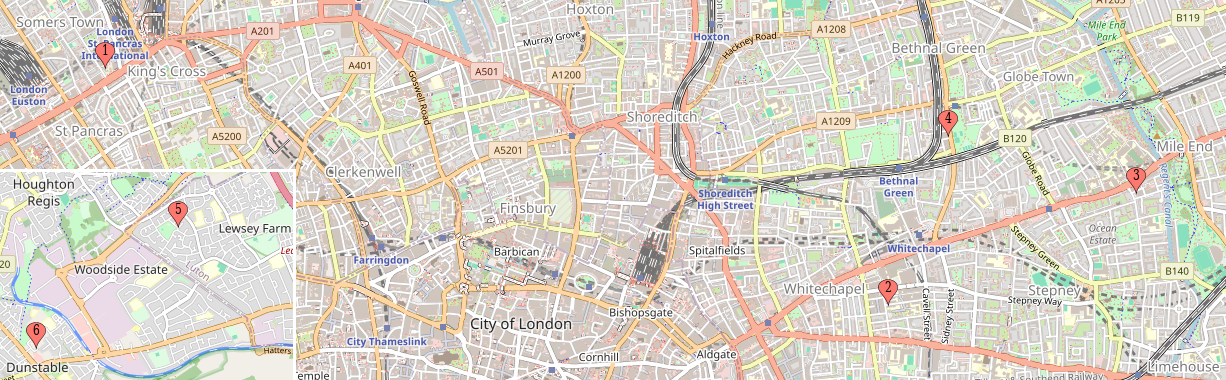 Somers Town
London
St Pancras
International
1
King's Cross
London
Euston
St Pancras
A201
A401
A5200
Goswell Road
A501
Murray Grove
Hoxton
A1200
Hoxton
Hackney Road
A1208
Bethnal Green
A1205
Mile End
Park
B119
Globe Town
Shoreditch
A1209
4
B120
Mile End
A5201
Clerkenwell
Finsbury
Shoreditch
High Street
Bethnal
Green
Globe Road
3
Regent's Canal
Ocean
Estate
Barbican
Farringdon
Spitalfields
Whitechapel
Stepney Green
B140
Whitechapel
2
Stepney
Stepney Way
Cavell Street
Sidney Street
City of London
Bishopsgate
City Thameslink
Cornhill
Aldgate
Limehouse
Temple
Southend Railway
Houghton
Regis
5
Lewsey Farm
Luton
Woodside Estate
6
Dunstable
Hatters